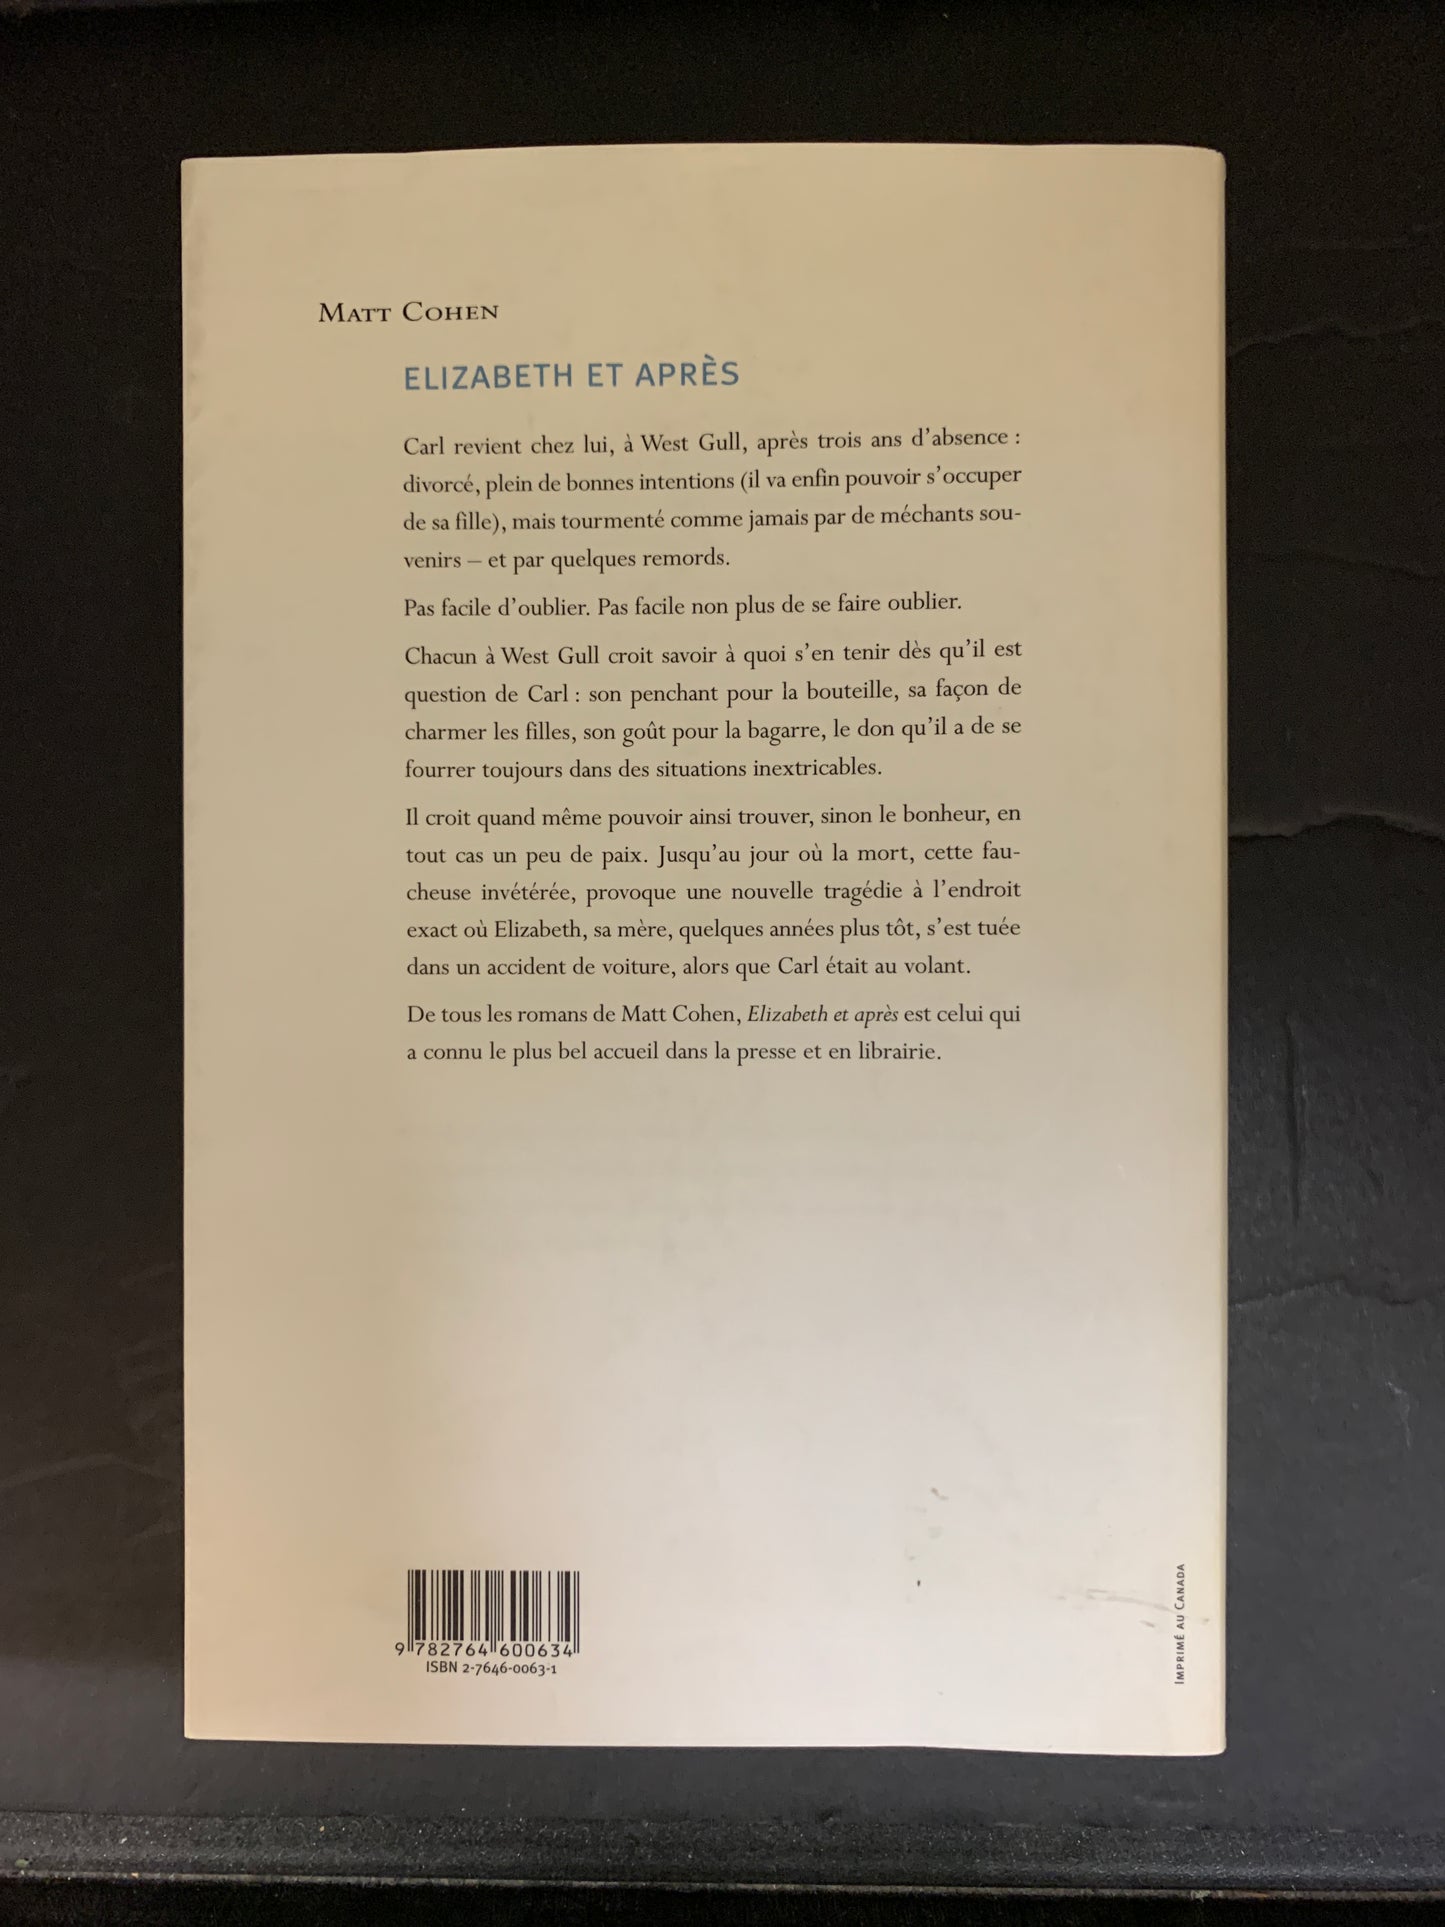 MATT COHEN
ELIZABETH ET APRÈS
Carl revient chez lui, à West Gull, après trois ans d'absence :
divorcé, plein de bonnes intentions (il va enfin pouvoir s'occuper
de sa fille), mais tourmenté comme jamais par de méchants sou-
venirs – et par quelques remords.
Pas facile d'oublier. Pas facile non plus de se faire oublier.
Chacun à West Gull croit savoir à quoi s'en tenir dès qu'il est
question de Carl : son penchant pour la bouteille, sa façon de
charmer les filles, son goût pour la bagarre, le don qu'il a de se
fourrer toujours dans des situations inextricables.
Il croit quand même pouvoir ainsi trouver, sinon le bonheur, en
tout cas un peu de paix. Jusqu'au jour où la mort, cette fau-
cheuse invétérée, provoque une nouvelle tragédie à l'endroit
exact où Elizabeth, sa mère, quelques années plus tôt, s'est tuée
dans un accident de voiture, alors que Carl était au volant.
De tous les romans de Matt Cohen, Elizabeth et après est celui qui
a connu le plus bel accueil dans la presse et en librairie.
9 782764 600634
ISBN 2-7646-0063-1
IMPRIMÉ AU CANADA